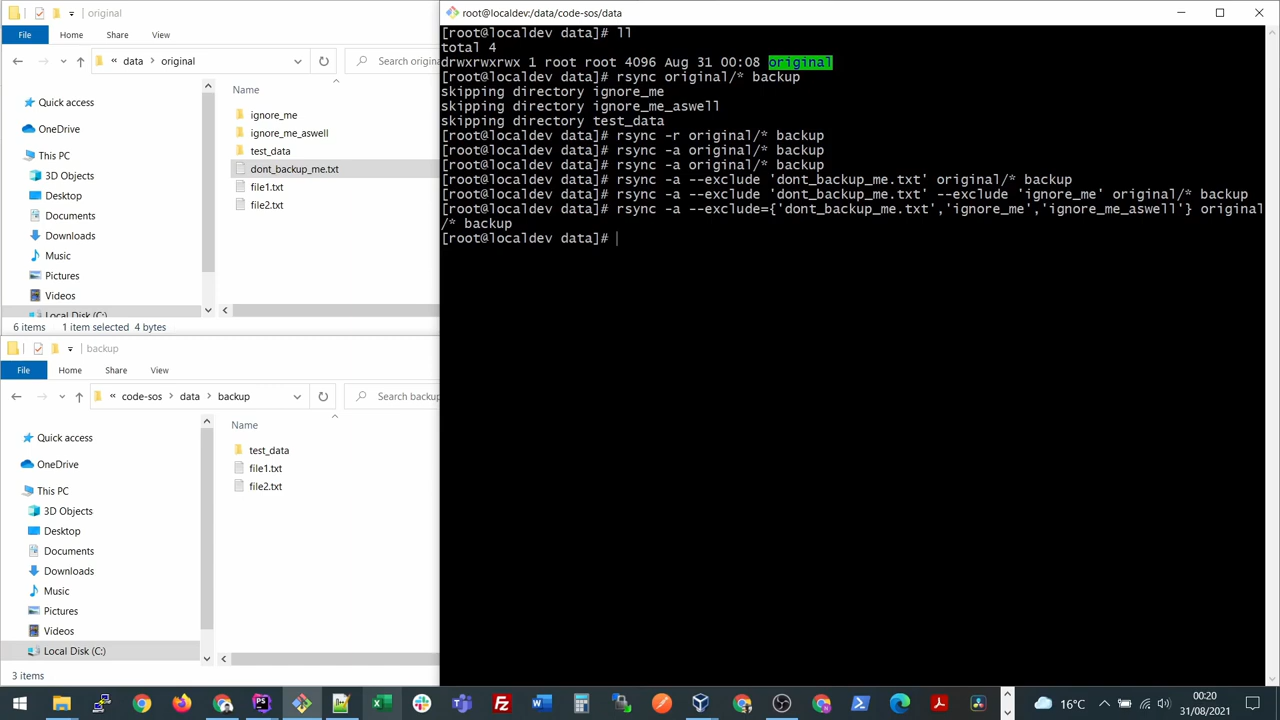 original
File Home Share View
« data › original
Search original
Name
Quick access
OneDrive
This PC
3D Objects
Desktop
Documents
Downloads
Music
Pictures
Videos
Local Disk (C:)
ignore_me
ignore_me_aswell
test_data
dont_backup_me.txt
file1.txt
file2.txt
6 items 1 item selected 4 bytes
backup
File Home Share View
« code-sos › data › backup
Search backup
Name
Quick access
OneDrive
This PC
3D Objects
Desktop
Documents
Downloads
Music
Pictures
Videos
Local Disk (C:)
test_data
file1.txt
file2.txt
3 items
root@localdev:/data/code-sos/data
[root@localdev data]# ll
total 4
drwxrwxrwx 1 root root 4096 Aug 31 00:08 original
[root@localdev data]# rsync original/* backup
skipping directory ignore_me
skipping directory ignore_me_aswell
skipping directory test_data
[root@localdev data]# rsync -r original/* backup
[root@localdev data]# rsync -a original/* backup
[root@localdev data]# rsync -a original/* backup
[root@localdev data]# rsync -a --exclude 'dont_backup_me.txt' original/* backup
[root@localdev data]# rsync -a --exclude 'dont_backup_me.txt' --exclude 'ignore_me' original/* backup
[root@localdev data]# rsync -a --exclude={'dont_backup_me.txt','ignore_me','ignore_me_aswell'} original
/* backup
[root@localdev data]#
16°C
00:20
31/08/2021